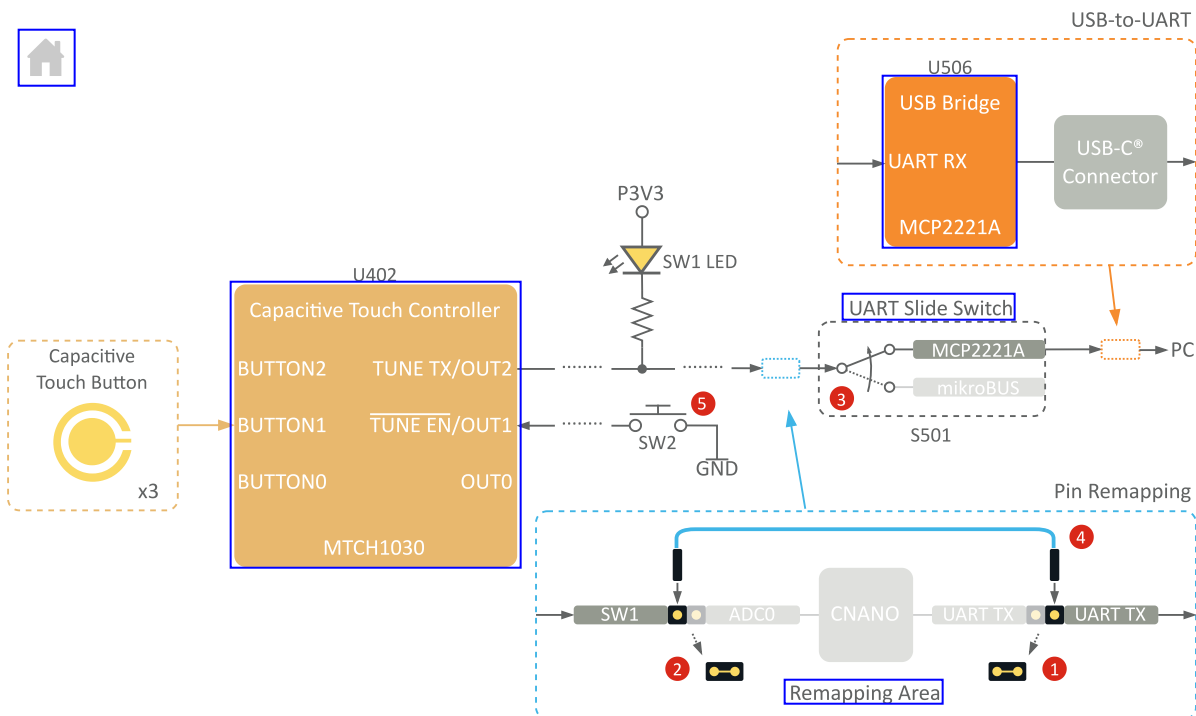 USB-to-UART
U506
USB Bridge
UART RX
MCP2221A
USB-C®
Connector
P3V3
SW1 LED
U402
Capacitive Touch Controller
BUTTON2
TUNE TX/OUT2
BUTTON1
TUNE EN/OUT1
BUTTON0
OUT0
MTCH1030
Capacitive
Touch Button
x3
UART Slide Switch
MCP2221A
mikroBUS
3
S501
PC
5
SW2
GND
Pin Remapping
4
SW1
ADC0
CNANO
UART TX
UART TX
2
1
Remapping Area